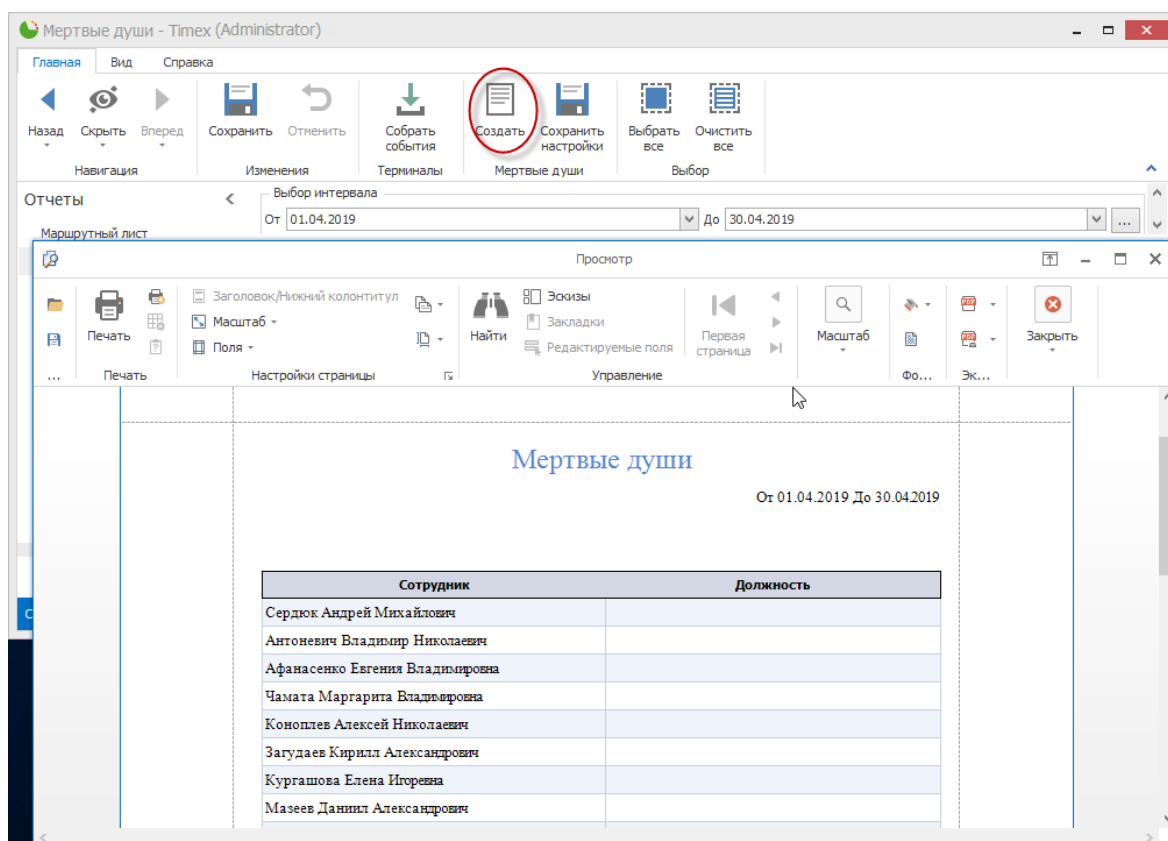 Мертвые души - Timex (Administrator)
Главная Вид Справка
Назад Скрыть Вперед Сохранить Отменить Собрать события Создать Сохранить настройки Выбрать все Очистить все
Навигация Изменения Терминалы Мертвые души Выбор
Отчеты
Выбор интервала
От 01.04.2019 До 30.04.2019 ...
Маршрутный лист
Просмотр
Печать
Заголовок/Нижний колонтитул
Масштаб
Поля
Найти
Эскизы
Закладки
Редактируемые поля
Первая страница
Масштаб
Закрыть
... Печать Настройки страницы Управление Фо... Эк...
Мертвые души
От 01.04.2019 До 30.04.2019
Сотрудник Должность
Сердюк Андрей Михайлович
Антоневич Владимир Николаевич
Афанасенко Евгения Владимировна
Чамата Маргарита Владимировна
Коноплев Алексей Николаевич
Загудаев Кирилл Александрович
Кургашова Елена Игоревна
Мазеев Даниил Александрович